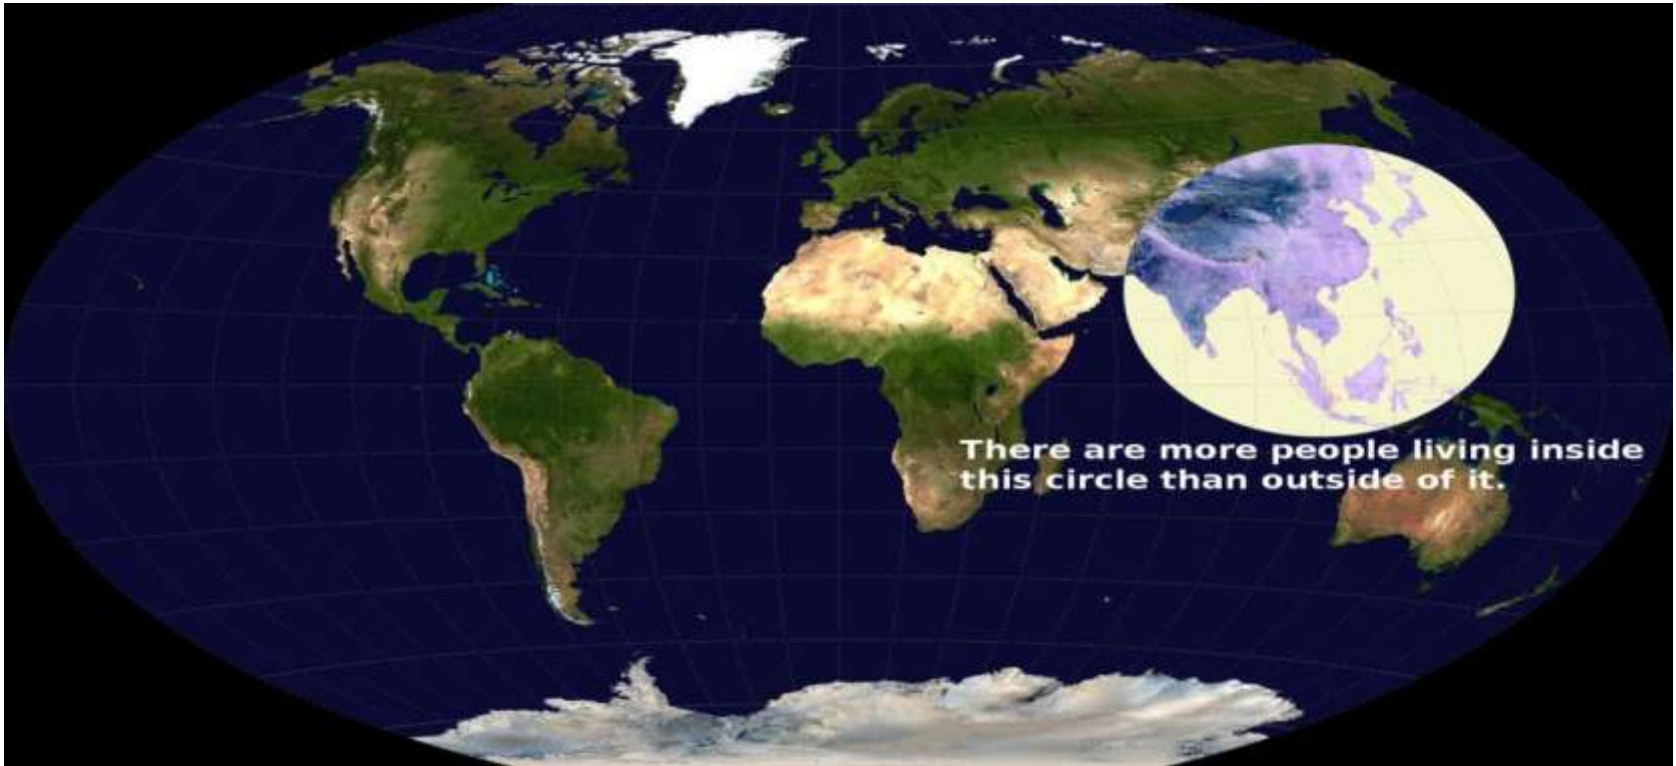 There are more people living inside
this circle than outside of it.